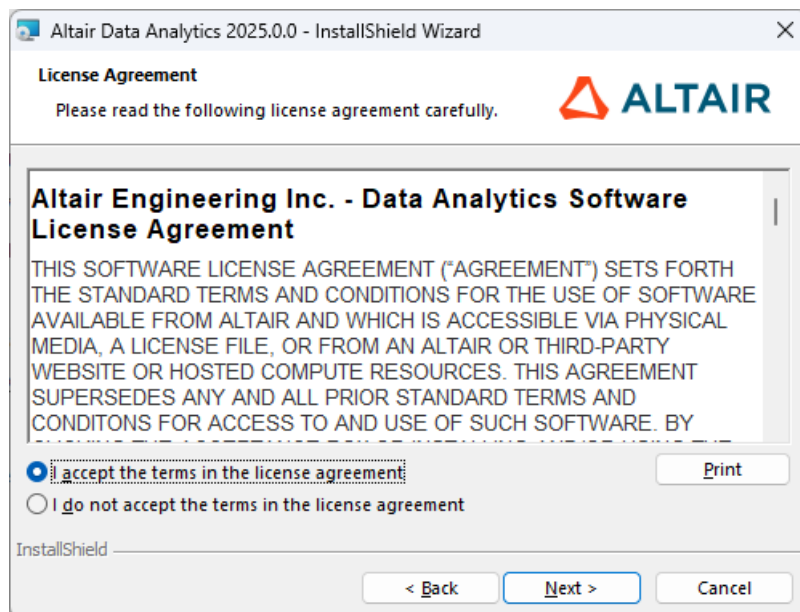 Altair Data Analytics 2025.0.0 - InstallShield Wizard
License Agreement
Please read the following license agreement carefully.
ALTAIR
Altair Engineering Inc. - Data Analytics Software
License Agreement
THIS SOFTWARE LICENSE AGREEMENT (“AGREEMENT”) SETS FORTH
THE STANDARD TERMS AND CONDITIONS FOR THE USE OF SOFTWARE
AVAILABLE FROM ALTAIR AND WHICH IS ACCESSIBLE VIA PHYSICAL
MEDIA, A LICENSE FILE, OR FROM AN ALTAIR OR THIRD-PARTY
WEBSITE OR HOSTED COMPUTE RESOURCES. THIS AGREEMENT
SUPERSEDES ANY AND ALL PRIOR STANDARD TERMS AND
CONDITONS FOR ACCESS TO AND USE OF SUCH SOFTWARE. BY
I accept the terms in the license agreement
Print
I do not accept the terms in the license agreement
InstallShield
< Back
Next >
Cancel